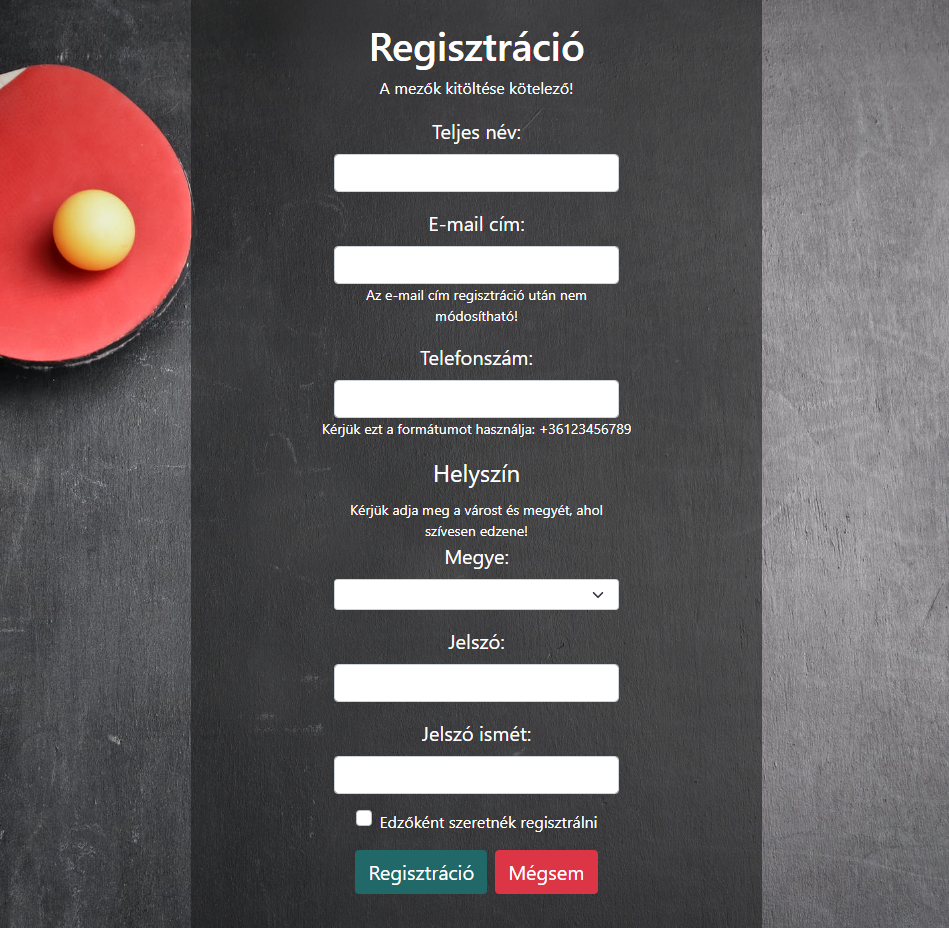 Regisztráció
A mezők kitöltése kötelező!
Teljes név:
E-mail cím:
Az e-mail cím regisztráció után nem
módosítható!
Telefonszám:
Kérjük ezt a formátumot használja: +36123456789
Helyszín
Kérjük adja meg a várost és megyét, ahol
szívesen edzene!
Megye:
Jelszó:
Jelszó ismét:
Edzőként szeretnék regisztrálni
Regisztráció Mégsem